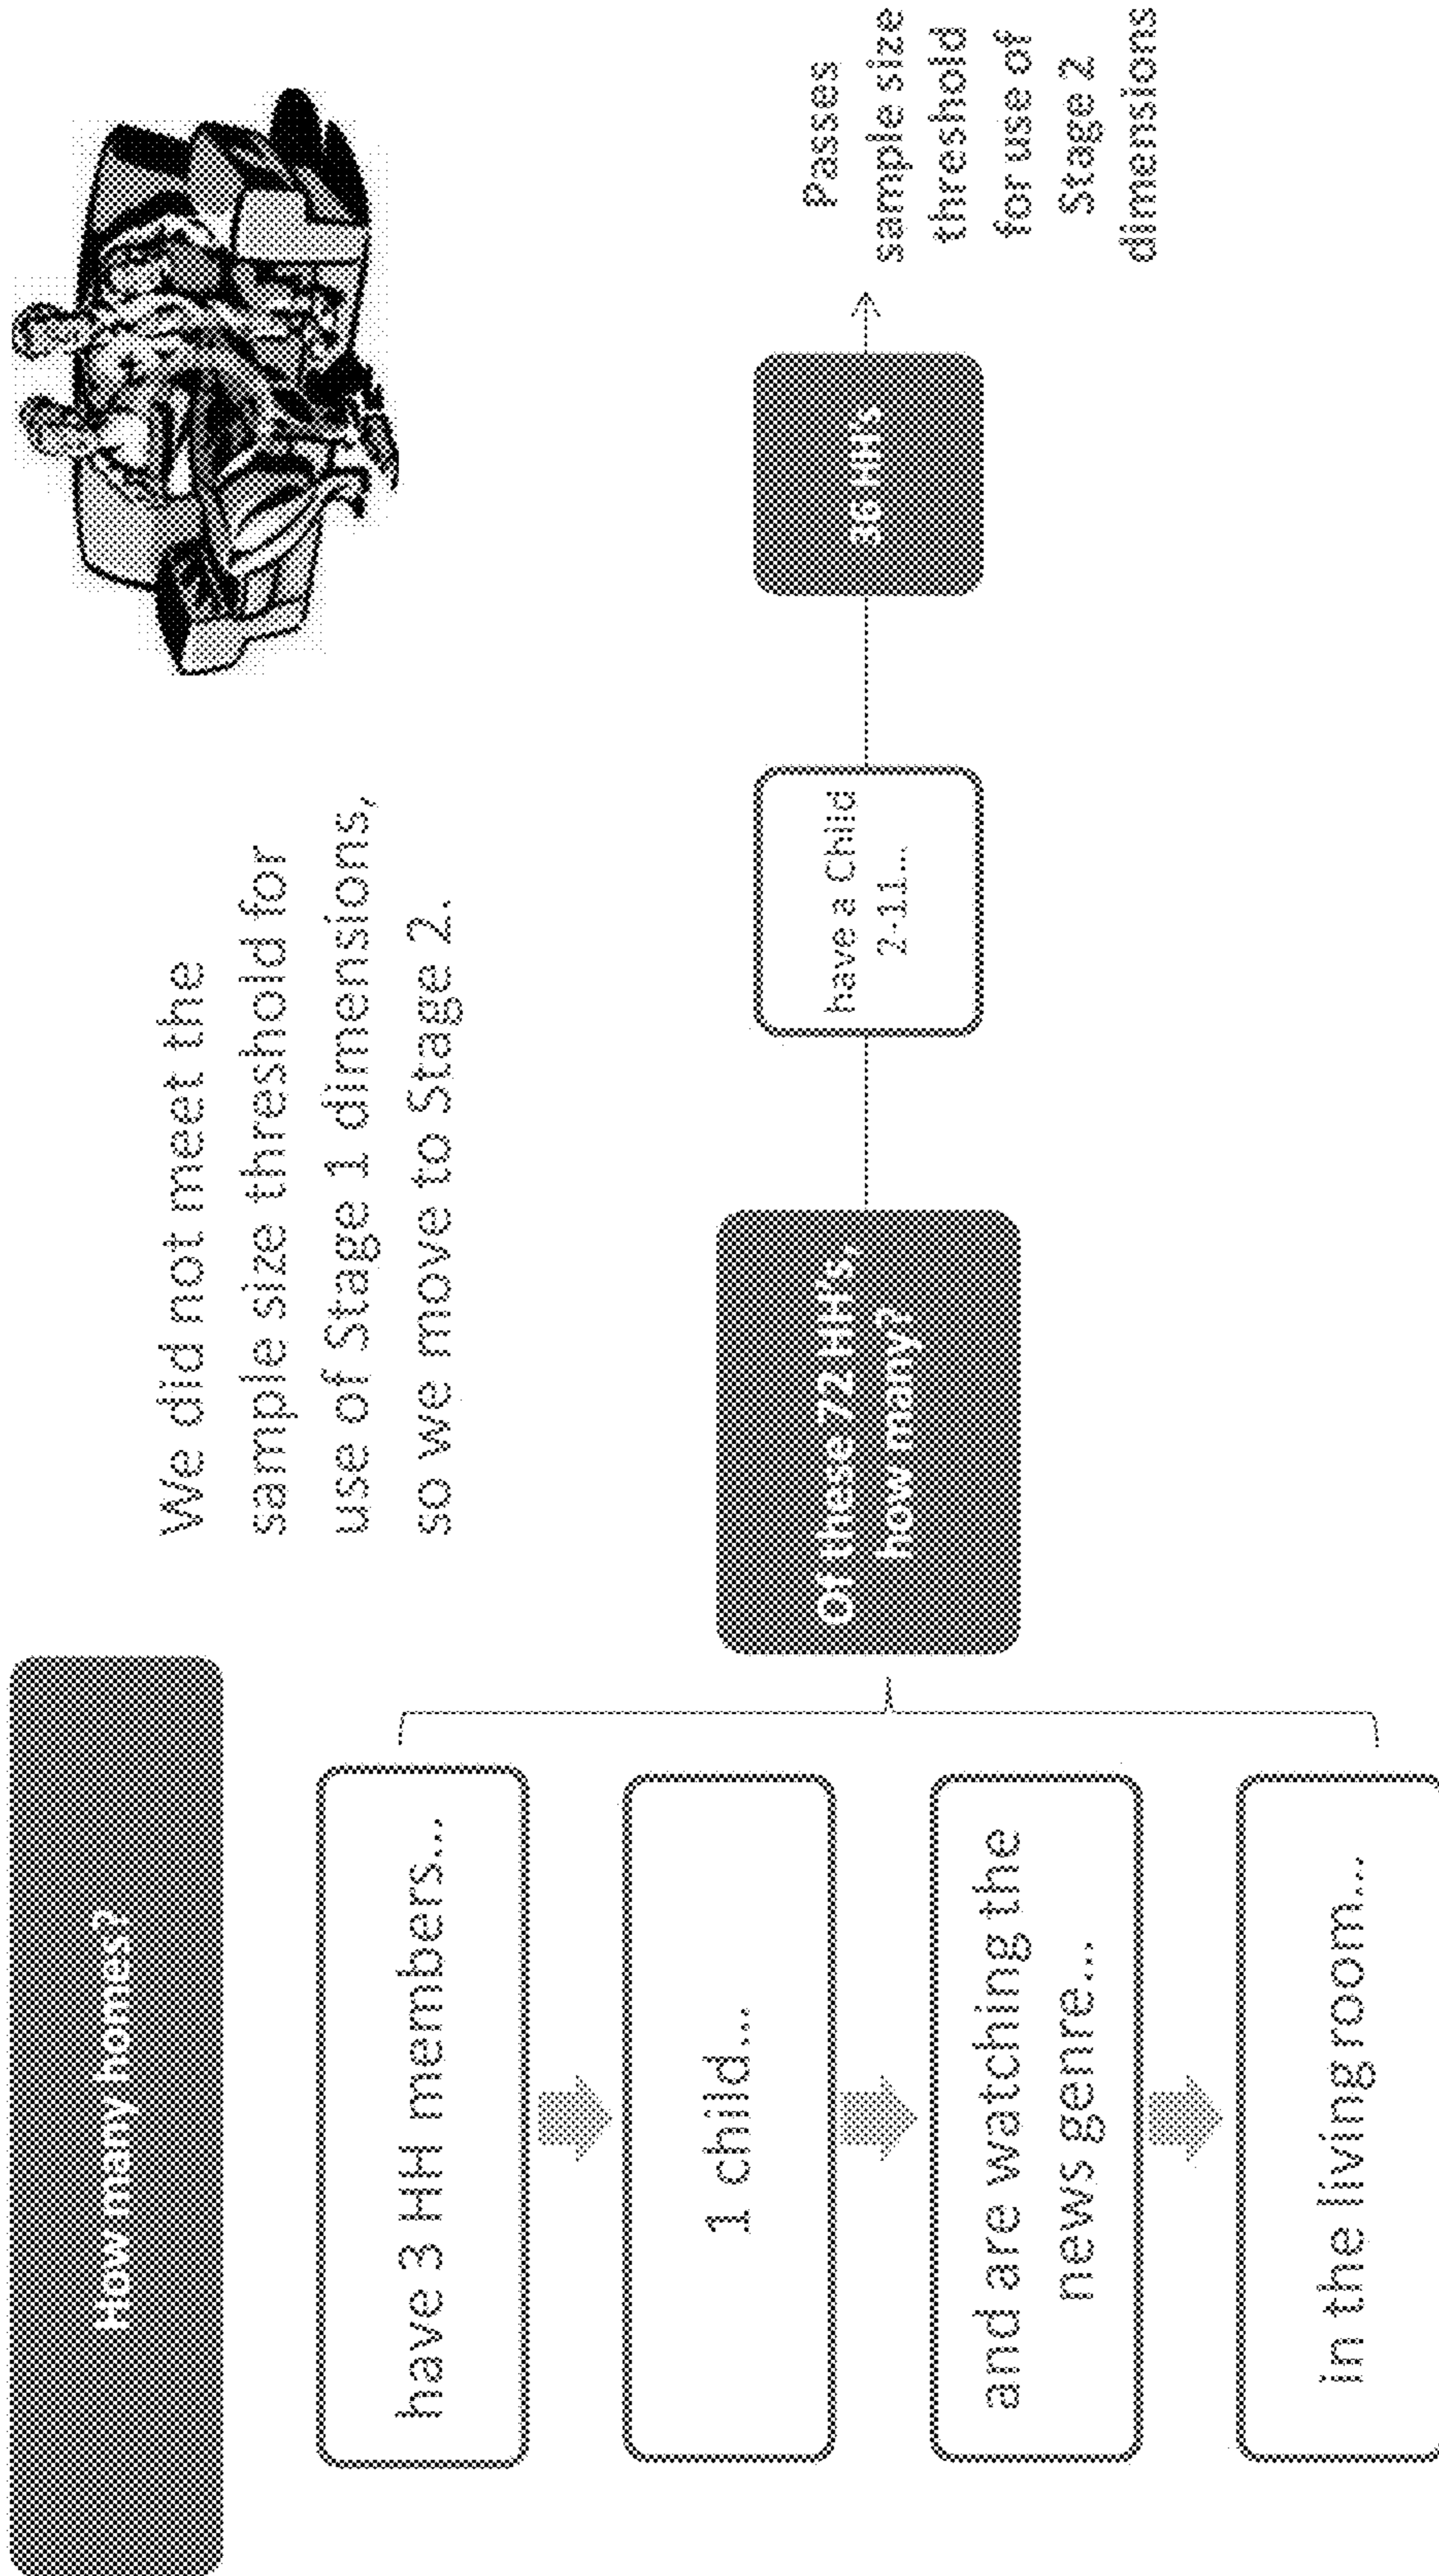 How many homes?
We did not meet the
sample size threshold for
use of Stage 1 dimensions,
so we move to Stage 2.
have 3 HH members...
1 child...
and are watching the
news genre...
in the living room...
Of these 72 HH's,
how many?
have a Child
2-11...
36 HHs
Passes
sample size
threshold
for use of
Stage 2
dimensions